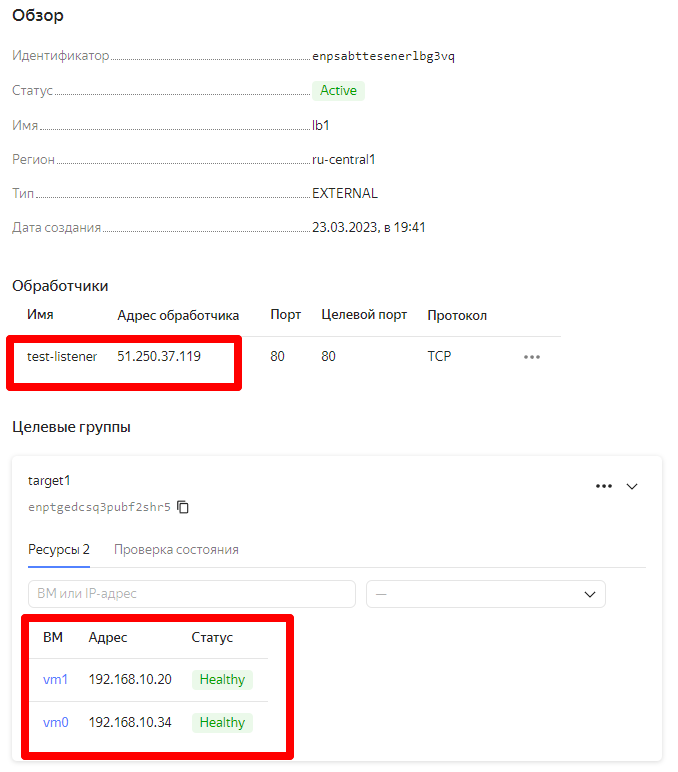 Обзор
Идентификатор enpsabttesenerlbg3vq
Статус Active
Имя lb1
Регион ru-central1
Тип EXTERNAL
Дата создания 23.03.2023, в 19:41
Обработчики
Имя Адрес обработчика Порт Целевой порт Протокол
test-listener 51.250.37.119 80 80 TCP
Целевые группы
target1
enptgedcsq3pubf2shr5
Ресурсы 2 Проверка состояния
ВМ или IP-адрес —
ВМ Адрес Статус
vm1 192.168.10.20 Healthy
vm0 192.168.10.34 Healthy